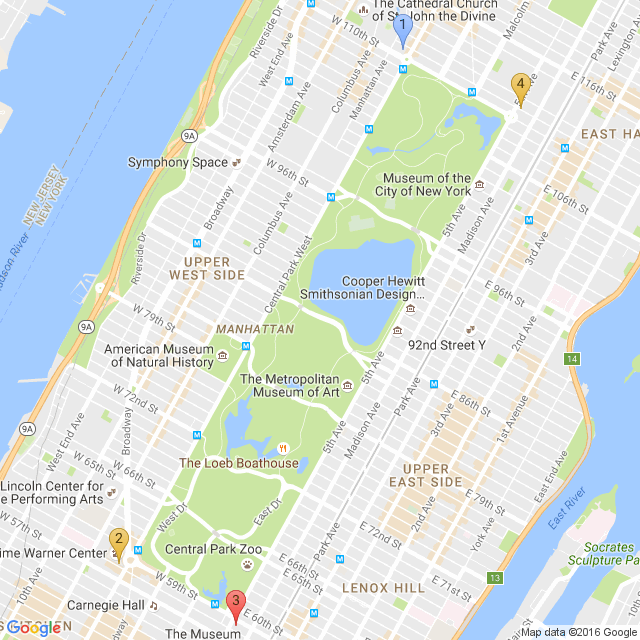 The Cathedral Church
of St. John the Divine
W 110th St
Riverside Dr
West End Ave
Columbus Ave
Manhattan Ave
Malcolm
Park Ave
Lexington Ave
1
4
5th Ave
E 116th St
EAST HA
9A
Amsterdam Ave
Symphony Space
W 96th St
Museum of the
City of New York
E 106th St
NEW JERSEY
NEW YORK
Hudson River
Broadway
Columbus Ave
Central Park West
5th Ave
Madison Ave
3rd Ave
Riverside Dr
UPPER
WEST SIDE
Cooper Hewitt
Smithsonian Design...
E 96th St
W 79th St
9A
MANHATTAN
92nd Street Y
2nd Ave
American Museum
of Natural History
14
The Metropolitan
Museum of Art
5th Ave
Madison Ave
Park Ave
E 86th St
W 72nd St
3rd Ave
1st Avenue
9A
West End Ave
Broadway
5th Ave
The Loeb Boathouse
W 65th St
W 66th St
UPPER
EAST SIDE
East End Ave
Lincoln Center for
e Performing Arts
E 79th St
East River
West Dr
East Dr
W 57th St
2nd Ave
York Ave
2
Time Warner Center
Central Park Zoo
Park Ave
E 72nd St
Socrates
Sculpture Pa
10th Ave
W 59th St
E 66th St
E 65th St
E 71st St
13
LENOX HILL
Carnegie Hall
3
E 60th St
S KITCHEN
The Museum
Google
Map data ©2016 Google